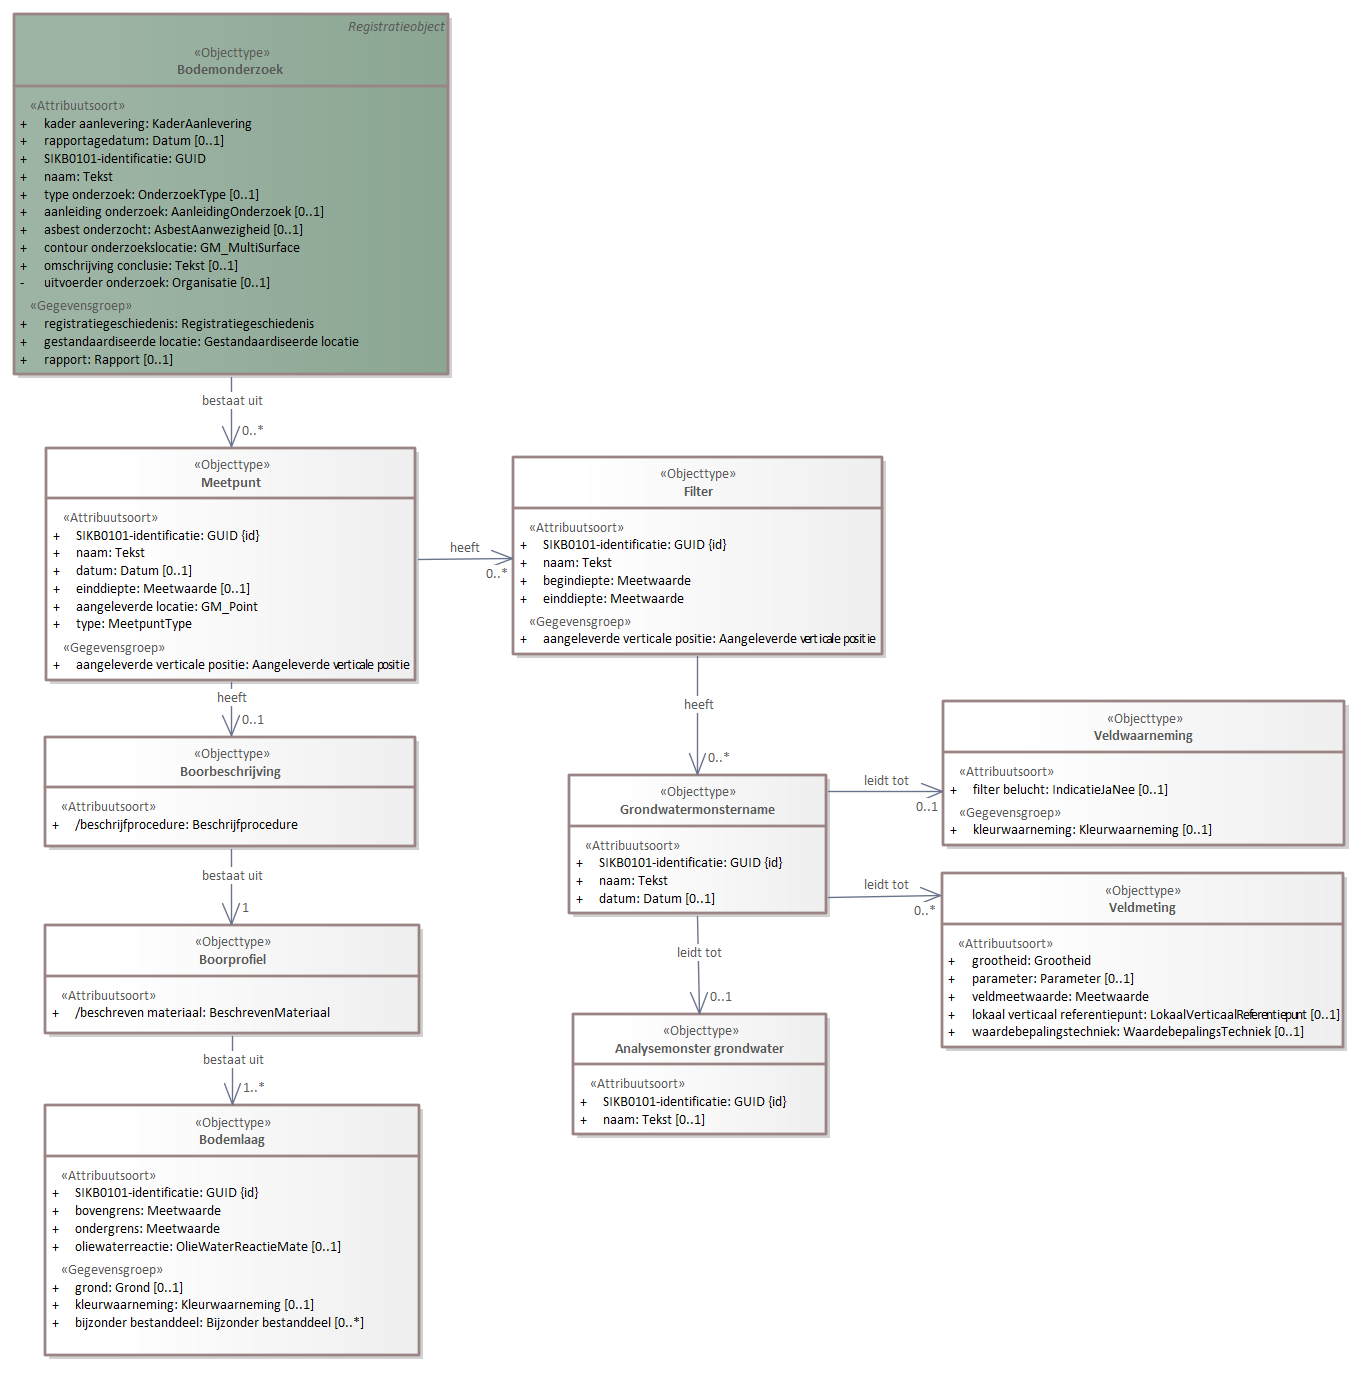 Registratieobject
«Objecttype»
Bodemonderzoek
«Attribuutsoort»
+ kader aanlevering: KaderAanlevering
+ rapportagedatum: Datum [0..1]
+ SIKB0101-identificatie: GUID
+ naam: Tekst
+ type onderzoek: OnderzoekType [0..1]
+ aanleiding onderzoek: AanleidingOnderzoek [0..1]
+ asbest onderzocht: AsbestAanwezigheid [0..1]
+ contour onderzoekslocatie: GM_MultiSurface
+ omschrijving conclusie: Tekst [0..1]
- uitvoerder onderzoek: Organisatie [0..1]
«Gegevensgroep»
+ registratiegeschiedenis: Registratiegeschiedenis
+ gestandaardiseerde locatie: Gestandaardiseerde locatie
+ rapport: Rapport [0..1]
bestaat uit
0..*
«Objecttype»
Meetpunt
«Attribuutsoort»
+ SIKB0101-identificatie: GUID {id}
+ naam: Tekst
+ datum: Datum [0..1]
+ einddiepte: Meetwaarde [0..1]
+ aangeleverde locatie: GM_Point
+ type: MeetpuntType
«Gegevensgroep»
+ aangeleverde verticale positie: Aangeleverde verticale positie
heeft
0..*
«Objecttype»
Filter
«Attribuutsoort»
+ SIKB0101-identificatie: GUID {id}
+ naam: Tekst
+ begindiepte: Meetwaarde
+ einddiepte: Meetwaarde
«Gegevensgroep»
+ aangeleverde verticale positie: Aangeleverde verticale positie
heeft
0..1
«Objecttype»
Boorbeschrijving
«Attribuutsoort»
+ /beschrijfprocedure: Beschrijfprocedure
bestaat uit
1
«Objecttype»
Boorprofiel
«Attribuutsoort»
+ /beschreven materiaal: BeschrevenMateriaal
bestaat uit
1..*
«Objecttype»
Bodemlaag
«Attribuutsoort»
+ SIKB0101-identificatie: GUID {id}
+ bovengrens: Meetwaarde
+ ondergrens: Meetwaarde
+ oliewaterreactie: OlieWaterReactieMate [0..1]
«Gegevensgroep»
+ grond: Grond [0..1]
+ kleurwaarneming: Kleurwaarneming [0..1]
+ bijzonder bestanddeel: Bijzonder bestanddeel [0..*]
heeft
0..*
«Objecttype»
Grondwatermonstername
«Attribuutsoort»
+ SIKB0101-identificatie: GUID {id}
+ naam: Tekst
+ datum: Datum [0..1]
leidt tot
0..1
«Objecttype»
Veldwaarneming
«Attribuutsoort»
+ filter belucht: IndicatieJaNee [0..1]
«Gegevensgroep»
+ kleurwaarneming: Kleurwaarneming [0..1]
leidt tot
0..*
«Objecttype»
Veldmeting
«Attribuutsoort»
+ grootheid: Grootheid
+ parameter: Parameter [0..1]
+ veldmeetwaarde: Meetwaarde
+ lokaal verticaal referentiepunt: LokaalVerticaalReferentiepunt [0..1]
+ waardebepalingstechniek: WaardebepalingsTechniek [0..1]
leidt tot
0..1
«Objecttype»
Analysemonster grondwater
«Attribuutsoort»
+ SIKB0101-identificatie: GUID {id}
+ naam: Tekst [0..1]